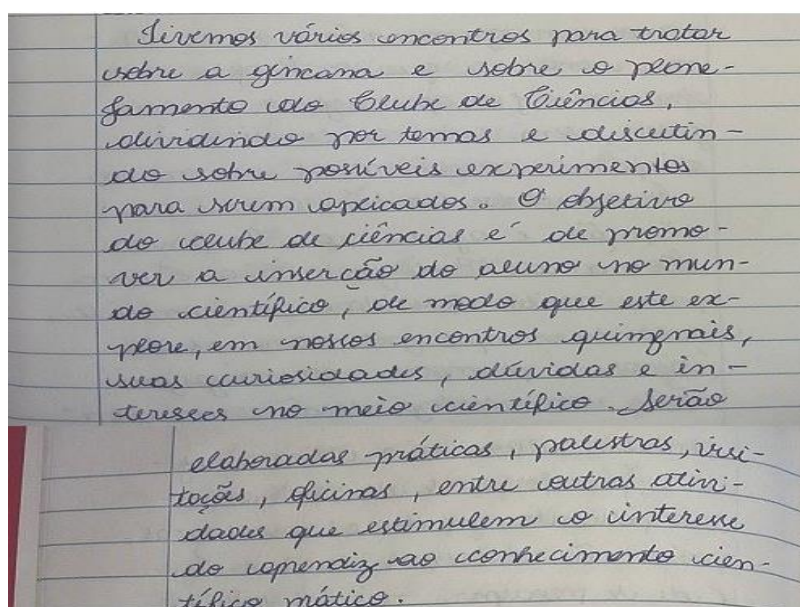 Tivemos vários encontros para tratar
sobre a gincana e sobre o plane-
jamento do Clube de Ciências,
dividindo por temas e discutin-
do sobre possíveis experimentos
para serem aplicados. O objetivo
do clube de ciências é de promo-
ver a inserção do aluno no mun-
do científico, de modo que este ex-
plore, em nossos encontros quinzenais,
suas curiosidades, dúvidas e in-
teresses no meio científico. Serão
elaboradas práticas, palestras, visi-
tações, oficinas, entre outras ativi-
dades que estimulem o interesse
do aprendiz ao conhecimento cien-
tífico mático.